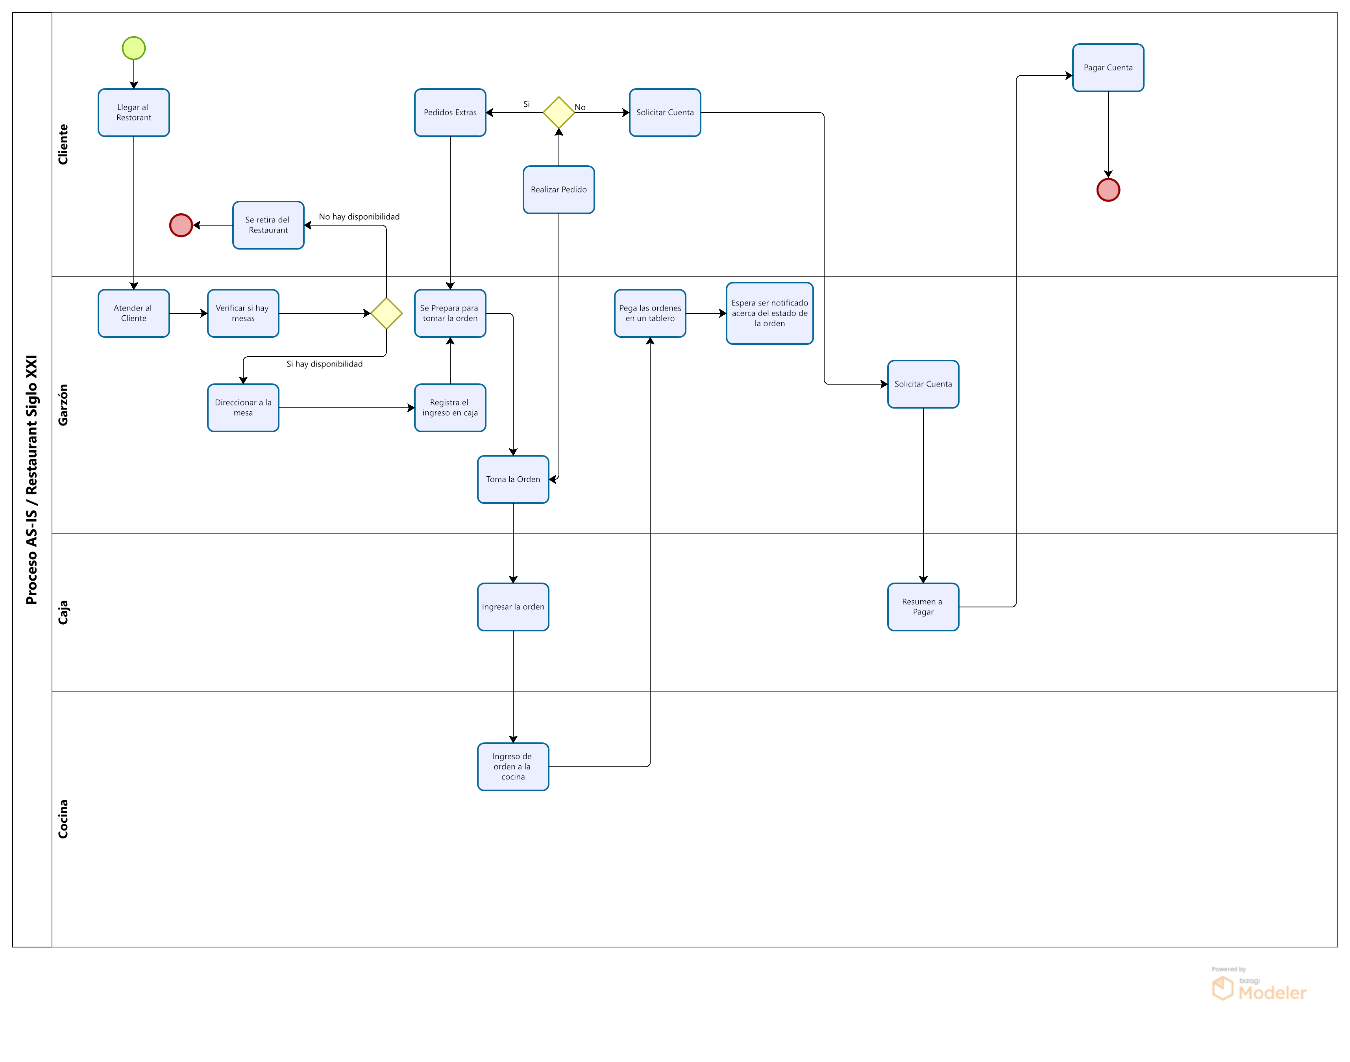 Proceso AS-IS / Restaurant Siglo XXI
Cliente
Llegar al
Restorant
Se retira del
Restaurant
No hay disponibilidad
Pedidos Extras
Si
No
Realizar Pedido
Solicitar Cuenta
Pagar Cuenta
Garzón
Atender al
Cliente
Verificar si hay
mesas
Si hay disponibilidad
Direccionar a la
mesa
Registra el
ingreso en caja
Se Prepara para
tomar la orden
Toma la Orden
Pega las ordenes
en un tablero
Espera ser notificado
acerca del estado de
la orden
Solicitar Cuenta
Caja
Ingresar la orden
Resumen a
Pagar
Cocina
Ingreso de
orden a la
cocina
Powered by
bizagi
Modeler